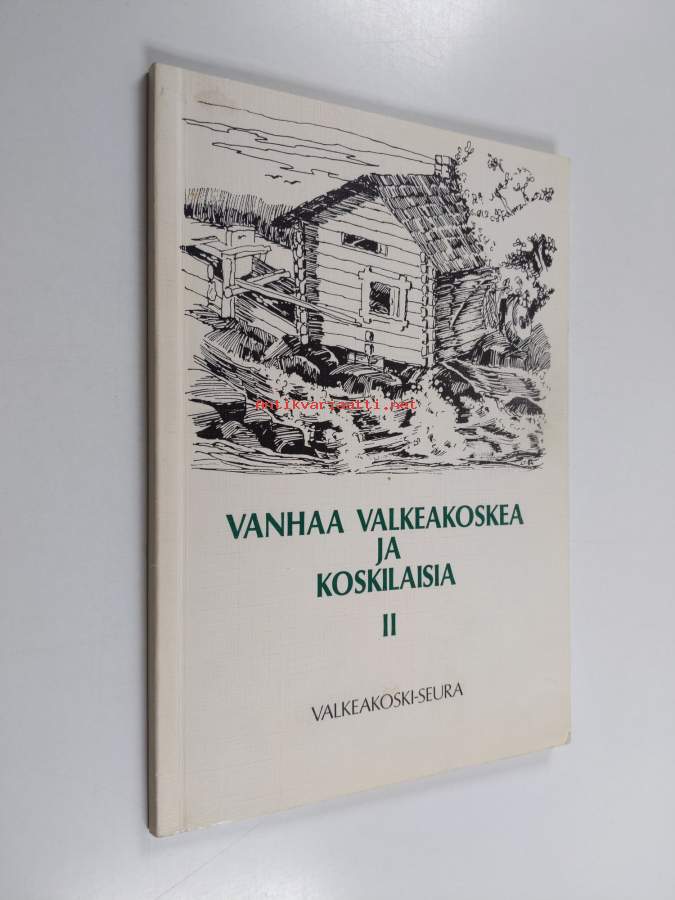 antikvariaatti.net
VANHAA VALKEAKOSKEA
JA
KOSKILAISIA
II
VALKEAKOSKI-SEURA